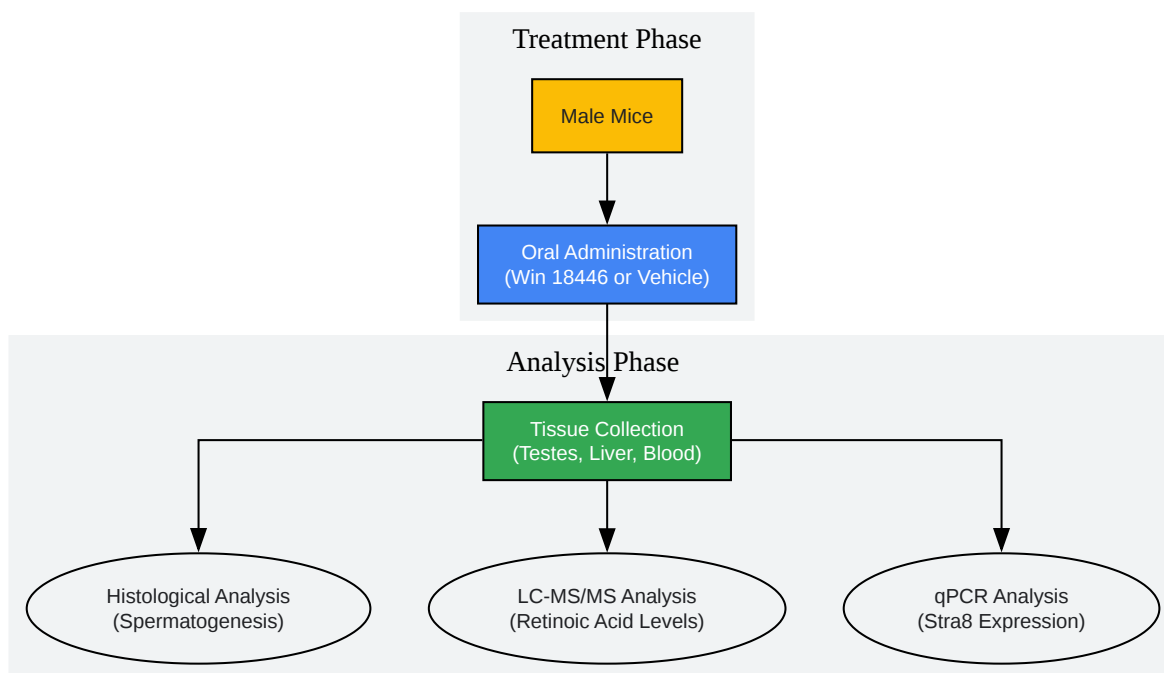 Treatment Phase
Male Mice
Oral Administration
(Win 18446 or Vehicle)
Analysis Phase
Tissue Collection
(Testes, Liver, Blood)
Histological Analysis
(Spermatogenesis)
LC-MS/MS Analysis
(Retinoic Acid Levels)
qPCR Analysis
(Stra8 Expression)